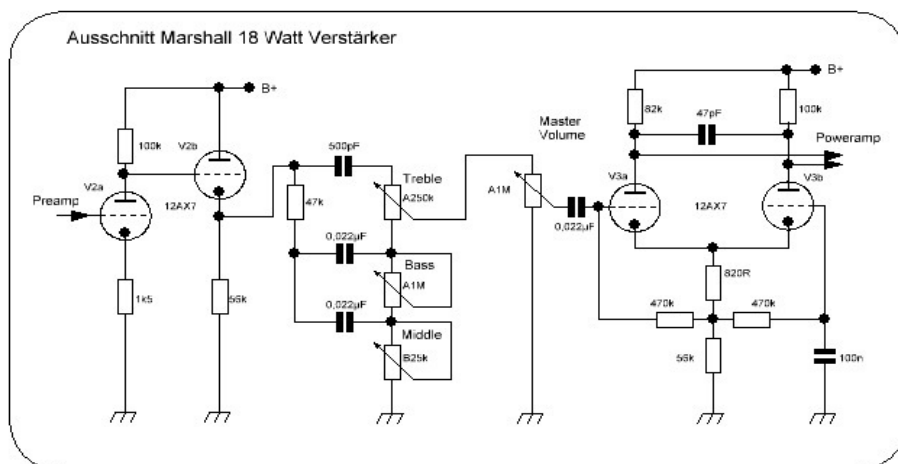 Ausschnitt Marshall 18 Watt Verstärker
B+
B+
82k
47pF
100k
Master
Volume
Poweramp
100k
V2b
500pF
Treble
A250k
A1M
V2a
12AX7
Preamp
47k
V3a
12AX7
V3b
0,022µF
0,022µF
Bass
A1M
820R
1k5
56k
0,022µF
Middle
B25k
470k
470k
56k
100n